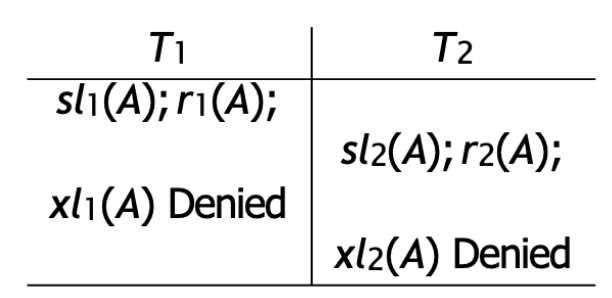 T1 T2
sl1(A); r1(A);
sl2(A); r2(A);
xl1(A) Denied
xl2(A) Denied